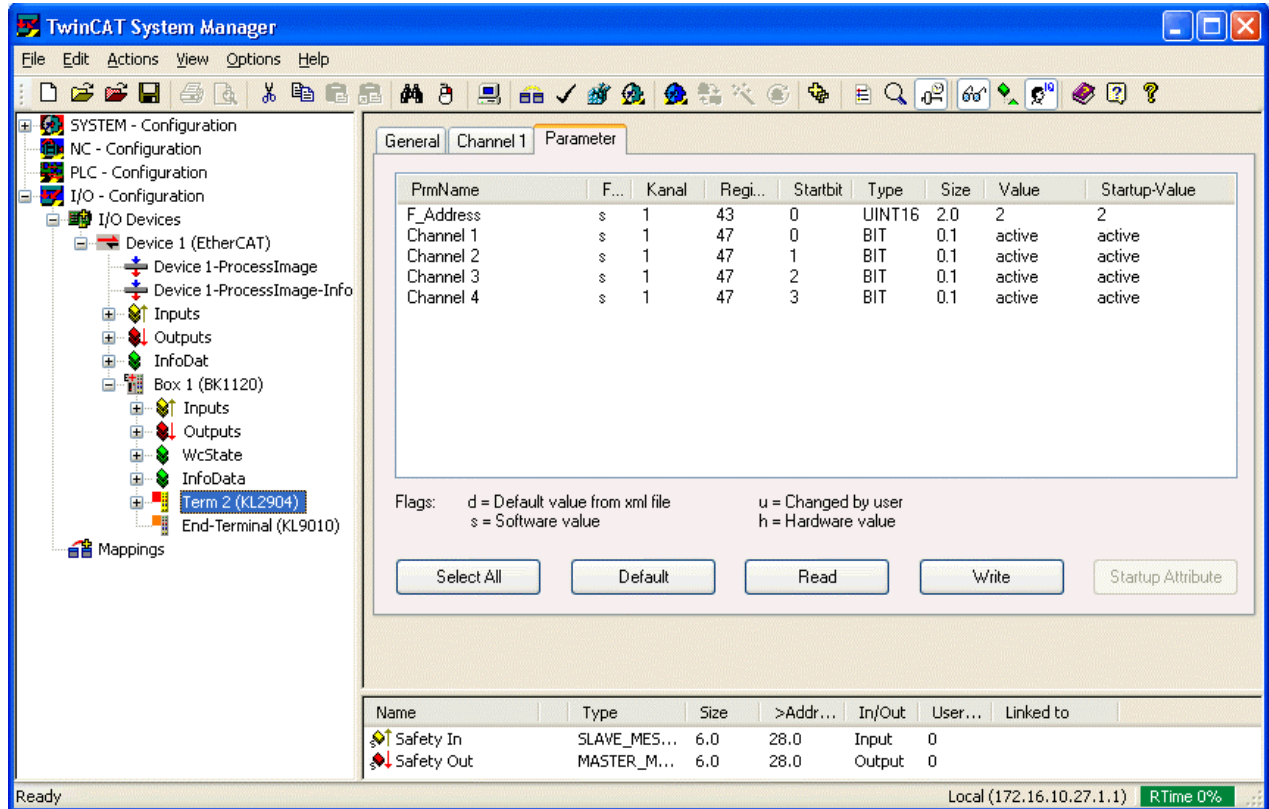 TwinCAT System Manager
File Edit Actions View Options Help
SYSTEM - Configuration
NC - Configuration
PLC - Configuration
I/O - Configuration
I/O Devices
Device 1 (EtherCAT)
Device 1-ProcessImage
Device 1-ProcessImage-Info
Inputs
Outputs
InfoDat
Box 1 (BK1120)
Inputs
Outputs
WcState
InfoData
Term 2 (KL2904)
End-Terminal (KL9010)
Mappings
General Channel 1 Parameter
PrmName F... Kanal Regi... Startbit Type Size Value Startup-Value
F_Address s 1 43 0 UINT16 2.0 2 2
Channel 1 s 1 47 0 BIT 0.1 active active
Channel 2 s 1 47 1 BIT 0.1 active active
Channel 3 s 1 47 2 BIT 0.1 active active
Channel 4 s 1 47 3 BIT 0.1 active active
Flags: d = Default value from xml file u = Changed by user
s = Software value h = Hardware value
Select All Default Read Write Startup Attribute
Name Type Size >Addr... In/Out User... Linked to
Safety In SLAVE_MES... 6.0 28.0 Input 0
Safety Out MASTER_M... 6.0 28.0 Output 0
Ready Local (172.16.10.27.1.1) RTime 0%